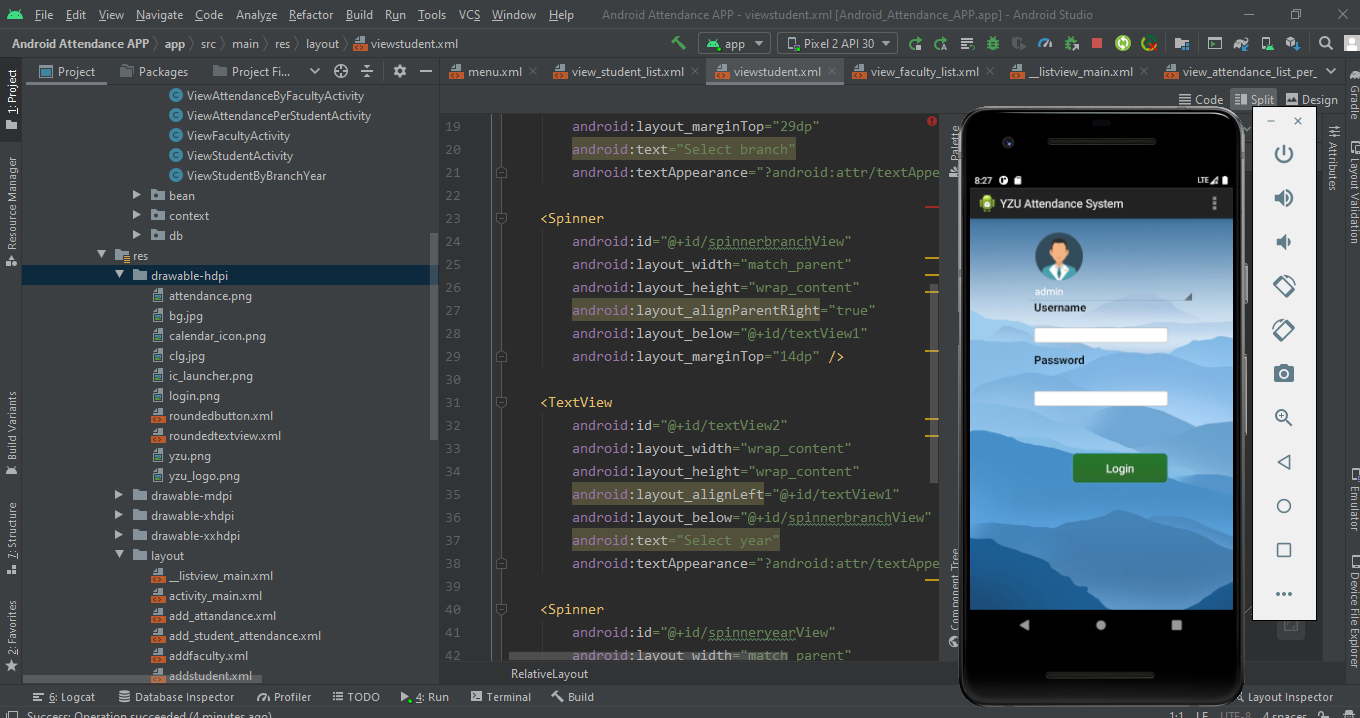 File Edit View Navigate Code Analyze Refactor Build Run Tools VCS Window Help Android Attendance APP - viewstudent.xml [Android_Attendance_APP.app] - Android Studio
Android Attendance APP app src main res layout viewstudent.xml app Pixel 2 API 30
1: Project
Resource Manager
Build Variants
7: Structure
2: Favorites
Project Packages Project Fi...
menu.xml view_student_list.xml viewstudent.xml view_faculty_list.xml __listview_main.xml view_attendance_list_per_
Code Split Design
ViewAttendanceByFacultyActivity
ViewAttendancePerStudentActivity
ViewFacultyActivity
ViewStudentActivity
ViewStudentByBranchYear
bean
context
db
res
drawable-hdpi
attendance.png
bg.jpg
calendar_icon.png
clg.jpg
ic_launcher.png
login.png
roundedbutton.xml
roundedtextview.xml
yzu.png
yzu_logo.png
drawable-mdpi
drawable-xhdpi
drawable-xxhdpi
layout
__listview_main.xml
activity_main.xml
add_attandance.xml
add_student_attendance.xml
addfaculty.xml
addstudent.xml
19 android:layout_marginTop="29dp"
20 android:text="Select branch"
21 android:textAppearance="?android:attr/textAppe
22
23 <Spinner
24 android:id="@+id/spinnerbranchView"
25 android:layout_width="match_parent"
26 android:layout_height="wrap_content"
27 android:layout_alignParentRight="true"
28 android:layout_below="@+id/textView1"
29 android:layout_marginTop="14dp" />
30
31 <TextView
32 android:id="@+id/textView2"
33 android:layout_width="wrap_content"
34 android:layout_height="wrap_content"
35 android:layout_alignLeft="@+id/textView1"
36 android:layout_below="@+id/spinnerbranchView"
37 android:text="Select year"
38 android:textAppearance="?android:attr/textAppe
39
40 <Spinner
41 android:id="@+id/spinneryearView"
42 android:layout_width="match_parent"
RelativeLayout
Palette
Component Tree
8:27 LTE
YZU Attendance System
admin
Username
Password
Login
Attributes
Gradle
Layout Validation
Emulator
Device File Explorer
6: Logcat Database Inspector Profiler TODO 4: Run Terminal Build Layout Inspector
Success: Operation succeeded (4 minutes ago) 1:1 LF UTF-8 4 spaces